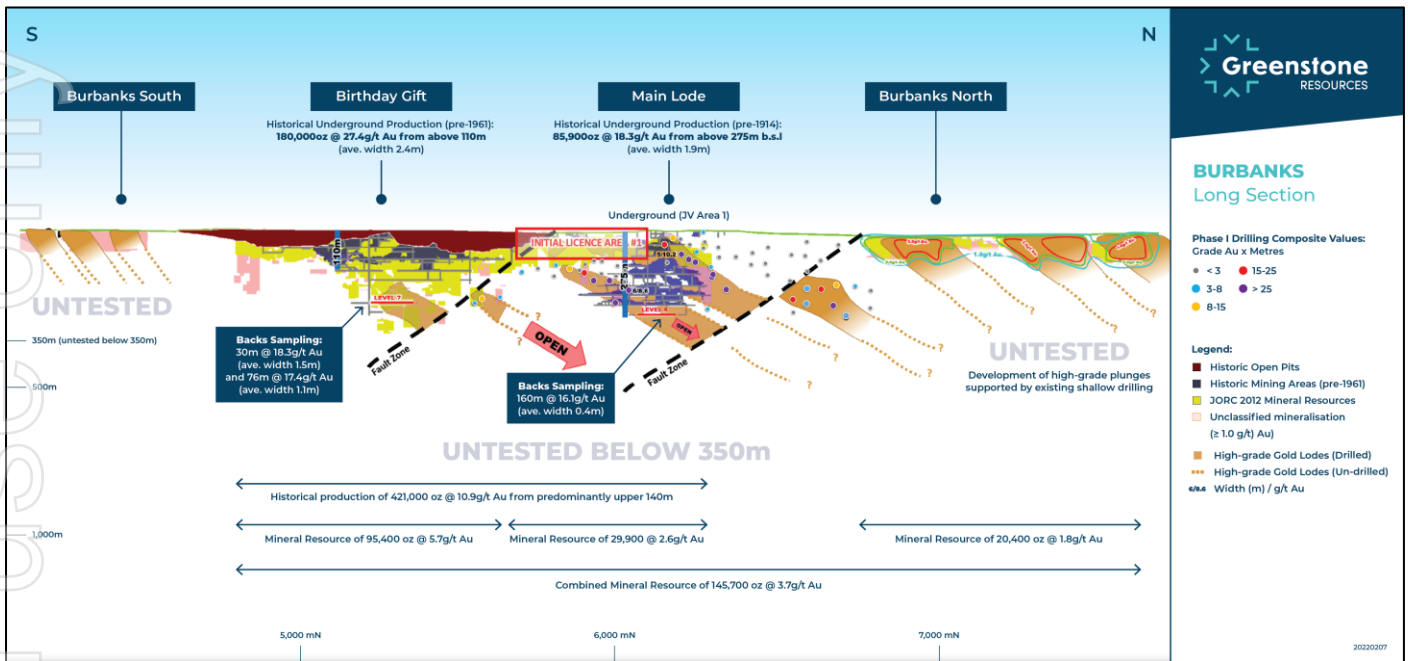 S
N
Burbanks South
Birthday Gift
Main Lode
Burbanks North
Historical Underground Production (pre-1961):
180,000oz @ 27.4g/t Au from above 110m
(ave. width 2.4m)
Historical Underground Production (pre-1914):
85,900oz @ 18.3g/t Au from above 275m b.s.l
(ave. width 1.9m)
Underground (JV Area 1)
INITIAL LICENCE AREA #1
110m
LEVEL 7
OPEN
OPEN
Fault Zone
Fault Zone
UNTESTED
350m (untested below 350m)
500m
1,000m
Backs Sampling:
30m @ 18.3g/t Au
(ave. width 1.5m)
and 76m @ 17.4g/t Au
(ave. width 1.1m)
Backs Sampling:
160m @ 16.1g/t Au
(ave. width 0.4m)
UNTESTED
Development of high-grade plunges
supported by existing shallow drilling
UNTESTED BELOW 350m
Historical production of 421,000 oz @ 10.9g/t Au from predominantly upper 140m
Mineral Resource of 95,400 oz @ 5.7g/t Au
Mineral Resource of 29,900 @ 2.6g/t Au
Mineral Resource of 20,400 oz @ 1.8g/t Au
Combined Mineral Resource of 145,700 oz @ 3.7g/t Au
5,000 mN
6,000 mN
7,000 mN
Greenstone
RESOURCES
BURBANKS
Long Section
Phase I Drilling Composite Values:
Grade Au x Metres
< 3
15-25
3-8
> 25
8-15
Legend:
Historic Open Pits
Historic Mining Areas (pre-1961)
JORC 2012 Mineral Resources
Unclassified mineralisation
(≥ 1.0 g/t) Au)
High-grade Gold Lodes (Drilled)
High-grade Gold Lodes (Un-drilled)
6/8.6 Width (m) / g/t Au
20220207